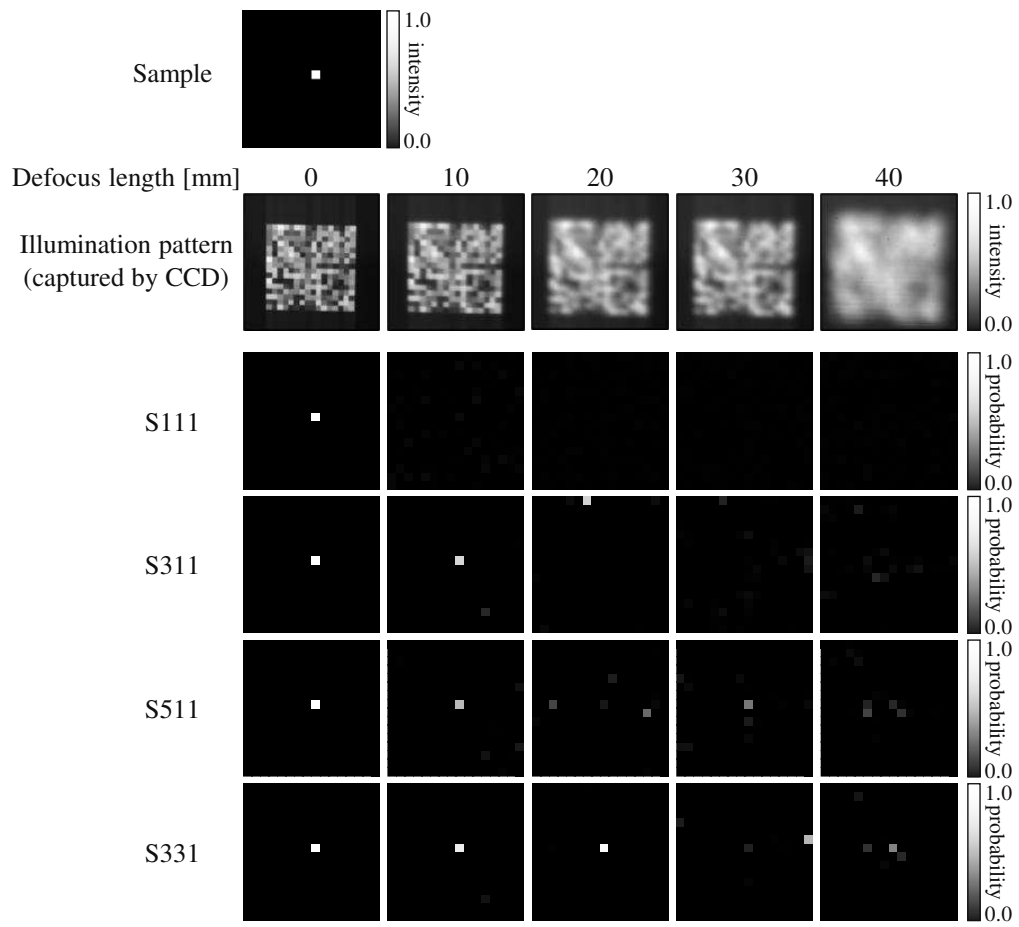 Sample
1.0
intensity
0.0
Defocus length [mm] 0 10 20 30 40
Illumination pattern
(captured by CCD)
1.0
intensity
0.0
S111
1.0
probability
0.0
S311
1.0
probability
0.0
S511
1.0
probability
0.0
S331
1.0
probability
0.0